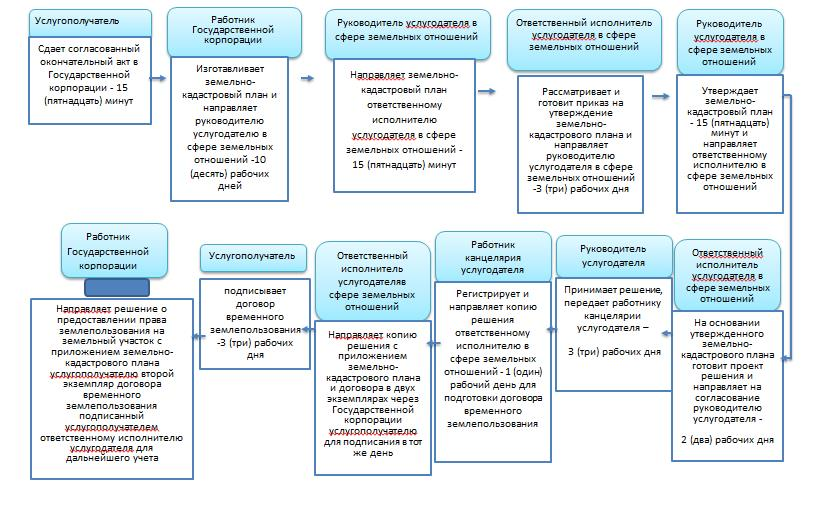 Услугополучатель
Сдает согласованный
окончательный акт в
Государственной
корпорации - 15
(пятнадцать) минут
Работник
Государственной
корпорации
Изготавливает
земельно-
кадастровый план и
направляет
руководителю
услугодателю в
сфере земельных
отношений -10
(десять) рабочих
дней
Руководитель услугодателя в
сфере земельных отношений
Направляет земельно-
кадастровый план
ответственному
исполнителю
услугодателя в сфере
земельных отношений -
15 (пятнадцать) минут
Ответственный исполнитель
услугодателя в сфере
земельных отношений
Рассматривает и
готовит приказ на
утверждение
земельно-
кадастрового плана и
направляет
руководителю
услугодателя в сфере
земельных отношений
-3 (три) рабочих дня
Руководитель
услугодателя в
сфере земельных
отношений
Утверждает
земельно-
кадастровый план
- 15 (пятнадцать)
минут и
направляет
ответственному
исполнителю в
сфере земельных
отношений
Ответственный
исполнитель
услугодателя в
сфере земельных
отношений
На основании
утвержденного
земельно-
кадастрового плана
готовит проект
решения и
направляет на
согласование
руководителю
услугодателя -
2 (два) рабочих дня
Руководитель
услугодателя
Принимает решение,
передает работнику
канцелярии
услугодателя –
3 (три) рабочих дня
Работник
канцелярия
услугодателя
Регистрирует и
направляет копию
решения
ответственному
исполнителю в
сфере земельных
отношений - 1 (один)
рабочий день для
подготовки договора
временного
землепользования
Ответственный
исполнитель
услугодателяв
сфере земельных
отношений
Направляет копию
решения с
приложением
земельно-
кадастрового плана
и договора в двух
экземплярах через
Государственной
корпорации
услугополучателю
для подписания в тот
же день
Услугополучатель
подписывает
договор
временного
землепользования
-3 (три) рабочих
дня
Работник
Государственной
корпорации
Направляет решение о
предоставлении права
землепользования на
земельный участок с
приложением земельно-
кадастрового плана
услугополучателю второй
экземпляр договора
временного
землепользования
подписанный
услугополучателем
ответственному исполнителю
услугодателя для
дальнейшего учета